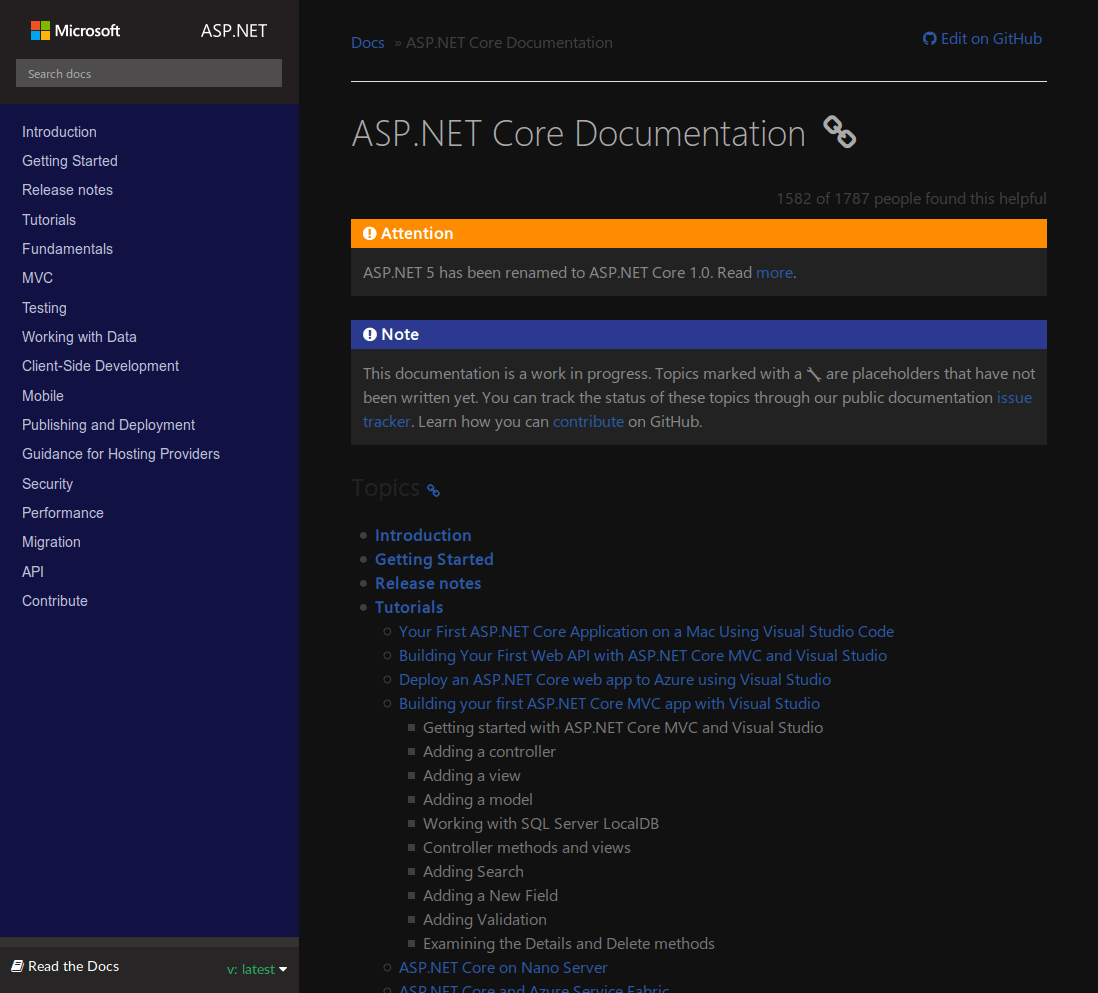 Microsoft
ASP.NET
Search docs
Introduction
Getting Started
Release notes
Tutorials
Fundamentals
MVC
Testing
Working with Data
Client-Side Development
Mobile
Publishing and Deployment
Guidance for Hosting Providers
Security
Performance
Migration
API
Contribute
Read the Docs
v: latest
Docs » ASP.NET Core Documentation
Edit on GitHub
ASP.NET Core Documentation
1582 of 1787 people found this helpful
Attention
ASP.NET 5 has been renamed to ASP.NET Core 1.0. Read more.
Note
This documentation is a work in progress. Topics marked with a are placeholders that have not
been written yet. You can track the status of these topics through our public documentation issue
tracker. Learn how you can contribute on GitHub.
Topics
Introduction
Getting Started
Release notes
Tutorials
Your First ASP.NET Core Application on a Mac Using Visual Studio Code
Building Your First Web API with ASP.NET Core MVC and Visual Studio
Deploy an ASP.NET Core web app to Azure using Visual Studio
Building your first ASP.NET Core MVC app with Visual Studio
Getting started with ASP.NET Core MVC and Visual Studio
Adding a controller
Adding a view
Adding a model
Working with SQL Server LocalDB
Controller methods and views
Adding Search
Adding a New Field
Adding Validation
Examining the Details and Delete methods
ASP.NET Core on Nano Server
ASP.NET Core and Azure Service Fabric